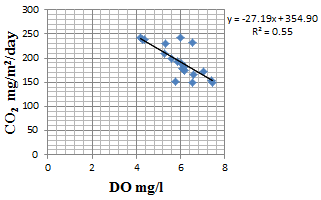 y = -27.19x + 354.90
R² = 0.55
300
250
200
150
100
50
0
CO₂ mg/m²/day
0 2 4 6 8
DO mg/l